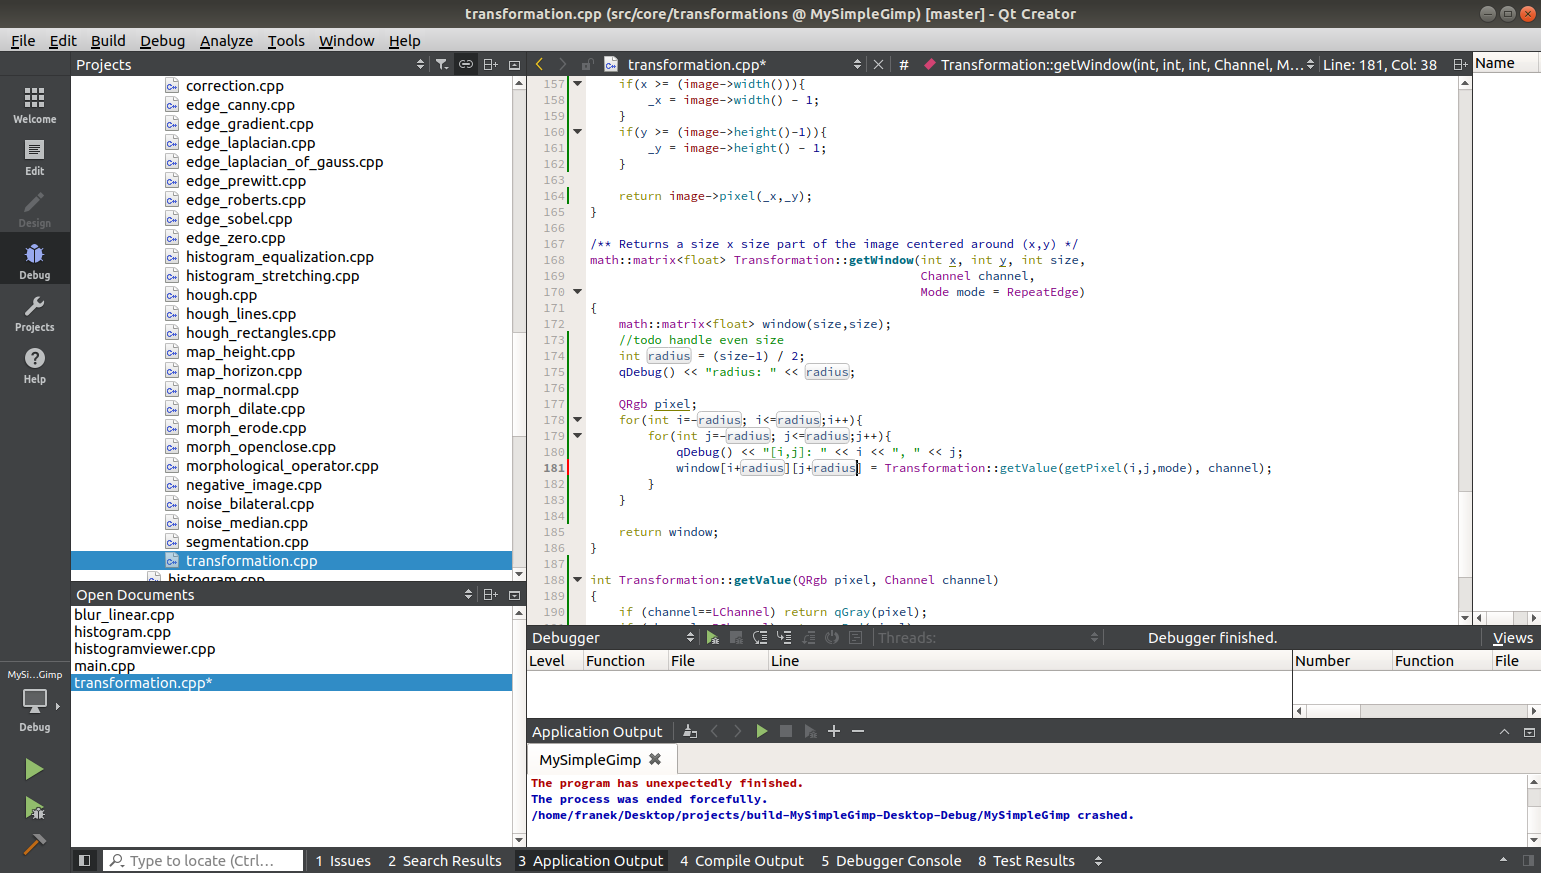 transformation.cpp (src/core/transformations @ MySimpleGimp) [master] - Qt Creator
File Edit Build Debug Analyze Tools Window Help
Projects
transformation.cpp*
#
Transformation::getWindow(int, int, int, Channel, M...
Line: 181, Col: 38
Name
Welcome
Edit
Design
Debug
Projects
Help
correction.cpp
edge_canny.cpp
edge_gradient.cpp
edge_laplacian.cpp
edge_laplacian_of_gauss.cpp
edge_prewitt.cpp
edge_roberts.cpp
edge_sobel.cpp
edge_zero.cpp
histogram_equalization.cpp
histogram_stretching.cpp
hough.cpp
hough_lines.cpp
hough_rectangles.cpp
map_height.cpp
map_horizon.cpp
map_normal.cpp
morph_dilate.cpp
morph_erode.cpp
morph_openclose.cpp
morphological_operator.cpp
negative_image.cpp
noise_bilateral.cpp
noise_median.cpp
segmentation.cpp
transformation.cpp
histogram.cpp
Open Documents
blur_linear.cpp
histogram.cpp
histogramviewer.cpp
main.cpp
transformation.cpp*
MySi...Gimp
Debug
157 if(x >= (image->width())){
158 _x = image->width() - 1;
159 }
160 if(y >= (image->height()-1)){
161 _y = image->height() - 1;
162 }
163
164 return image->pixel(_x,_y);
165 }
166
167 /** Returns a size x size part of the image centered around (x,y) */
168 math::matrix<float> Transformation::getWindow(int x, int y, int size,
169 Channel channel,
170 Mode mode = RepeatEdge)
171 {
172 math::matrix<float> window(size,size);
173 //todo handle even size
174 int radius = (size-1) / 2;
175 qDebug() << "radius: " << radius;
176
177 QRgb pixel;
178 for(int i=-radius; i<=radius;i++){
179 for(int j=-radius; j<=radius;j++){
180 qDebug() << "[i,j]: " << i << ", " << j;
181 window[i+radius][j+radius] = Transformation::getValue(getPixel(i,j,mode), channel);
182 }
183 }
184
185 return window;
186 }
187
188 int Transformation::getValue(QRgb pixel, Channel channel)
189 {
190 if (channel==LChannel) return qGray(pixel);
Debugger
Threads:
Debugger finished.
Views
Level Function File Line
Number Function File
Application Output
MySimpleGimp
The program has unexpectedly finished.
The process was ended forcefully.
/home/franek/Desktop/projects/build-MySimpleGimp-Desktop-Debug/MySimpleGimp crashed.
Type to locate (Ctrl...
1 Issues
2 Search Results
3 Application Output
4 Compile Output
5 Debugger Console
8 Test Results